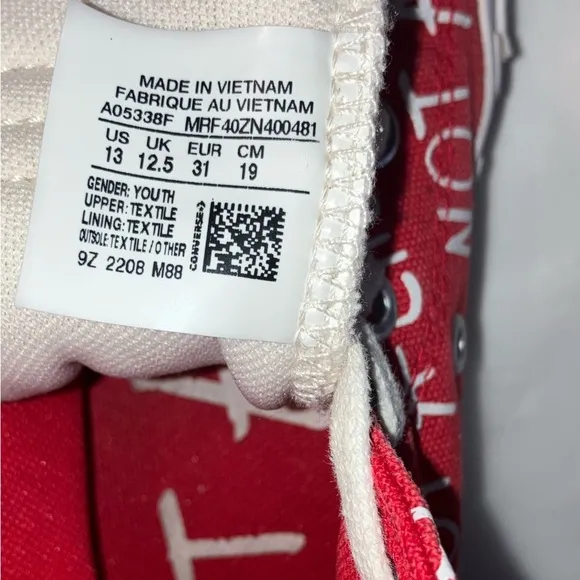 MADE IN VIETNAM
FABRIQUE AU VIETNAM
A05338F MRF40ZN400481
US UK EUR CM
13 12.5 31 19
GENDER: YOUTH
UPPER: TEXTILE
LINING: TEXTILE
OUTSOLE: TEXTILE / OTHER
9Z 2208 M88
CONVERSE
NOT